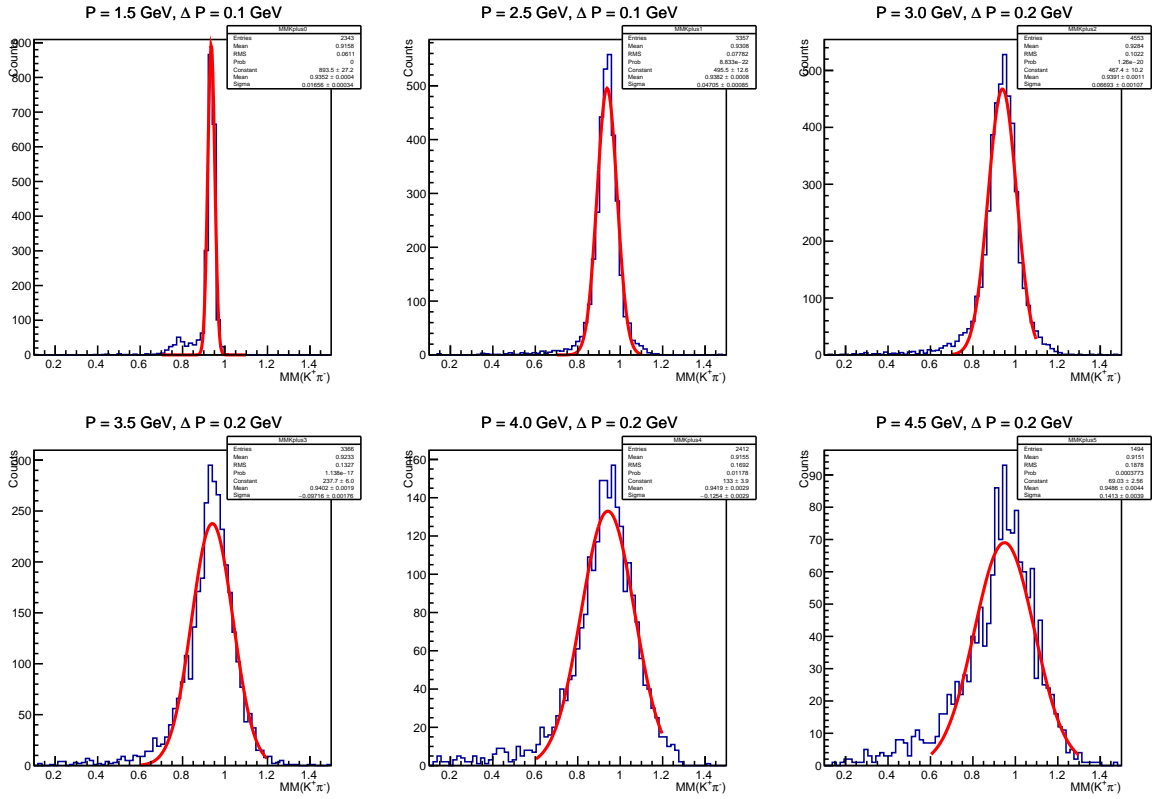 P = 1.5 GeV, Δ P = 0.1 GeV
Counts
MMKplus0
Entries 2343
Mean 0.9158
RMS 0.0611
Prob 0
Constant 893.5 ± 27.2
Mean 0.9352 ± 0.0004
Sigma 0.01656 ± 0.00034
900
800
700
600
500
400
300
200
100
0
0.2 0.4 0.6 0.8 1 1.2 1.4
MM(K⁺π⁻)
P = 2.5 GeV, Δ P = 0.1 GeV
Counts
MMKplus1
Entries 3357
Mean 0.9308
RMS 0.07782
Prob 8.833e−22
Constant 495.5 ± 12.6
Mean 0.9382 ± 0.0008
Sigma 0.04705 ± 0.00085
500
400
300
200
100
0
0.2 0.4 0.6 0.8 1 1.2 1.4
MM(K⁺π⁻)
P = 3.0 GeV, Δ P = 0.2 GeV
Counts
MMKplus2
Entries 4553
Mean 0.9284
RMS 0.1022
Prob 1.26e−20
Constant 467.4 ± 10.2
Mean 0.9391 ± 0.0011
Sigma 0.06693 ± 0.00107
500
400
300
200
100
0
0.2 0.4 0.6 0.8 1 1.2 1.4
MM(K⁺π⁻)
P = 3.5 GeV, Δ P = 0.2 GeV
Counts
MMKplus3
Entries 3366
Mean 0.9233
RMS 0.1327
Prob 1.138e−17
Constant 237.7 ± 6.0
Mean 0.9402 ± 0.0019
Sigma −0.09716 ± 0.00176
300
250
200
150
100
50
0
0.2 0.4 0.6 0.8 1 1.2 1.4
MM(K⁺π⁻)
P = 4.0 GeV, Δ P = 0.2 GeV
Counts
MMKplus4
Entries 2412
Mean 0.9155
RMS 0.1692
Prob 0.01178
Constant 133 ± 3.9
Mean 0.9419 ± 0.0029
Sigma −0.1254 ± 0.0029
160
140
120
100
80
60
40
20
0
0.2 0.4 0.6 0.8 1 1.2 1.4
MM(K⁺π⁻)
P = 4.5 GeV, Δ P = 0.2 GeV
Counts
MMKplus5
Entries 1494
Mean 0.9151
RMS 0.1878
Prob 0.0003773
Constant 69.03 ± 2.56
Mean 0.9486 ± 0.0044
Sigma 0.1413 ± 0.0039
90
80
70
60
50
40
30
20
10
0
0.2 0.4 0.6 0.8 1 1.2 1.4
MM(K⁺π⁻)